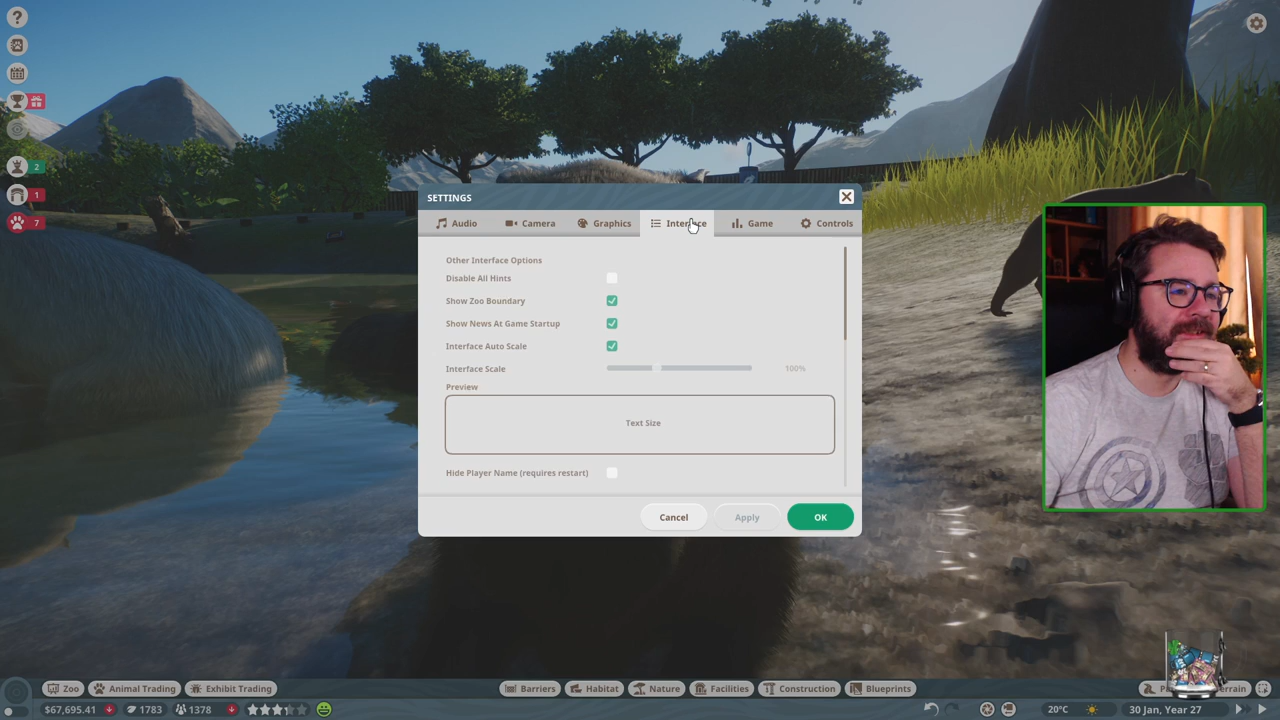 2
1
7
SETTINGS
Audio Camera Graphics Interface Game Controls
Other Interface Options
Disable All Hints
Show Zoo Boundary
Show News At Game Startup
Interface Auto Scale
Interface Scale 100%
Preview
Text Size
Hide Player Name (requires restart)
Cancel Apply OK
Zoo Animal Trading Exhibit Trading Barriers Habitat Nature Facilities Construction Blueprints
$67,695.41 1783 1378 20°C 30 Jan, Year 27